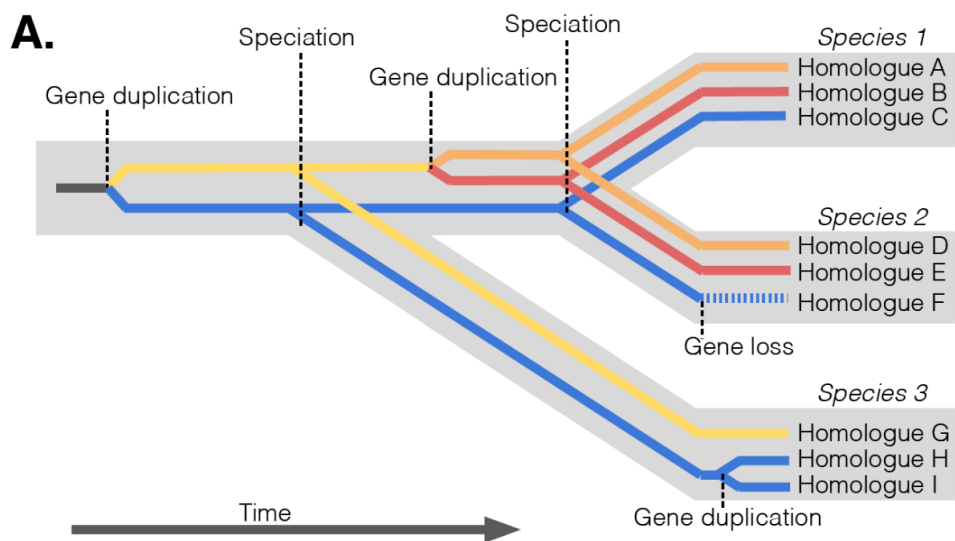 A.
Speciation
Speciation
Gene duplication
Gene duplication
Species 1
Homologue A
Homologue B
Homologue C
Species 2
Homologue D
Homologue E
Homologue F
Gene loss
Species 3
Homologue G
Homologue H
Homologue I
Gene duplication
Time